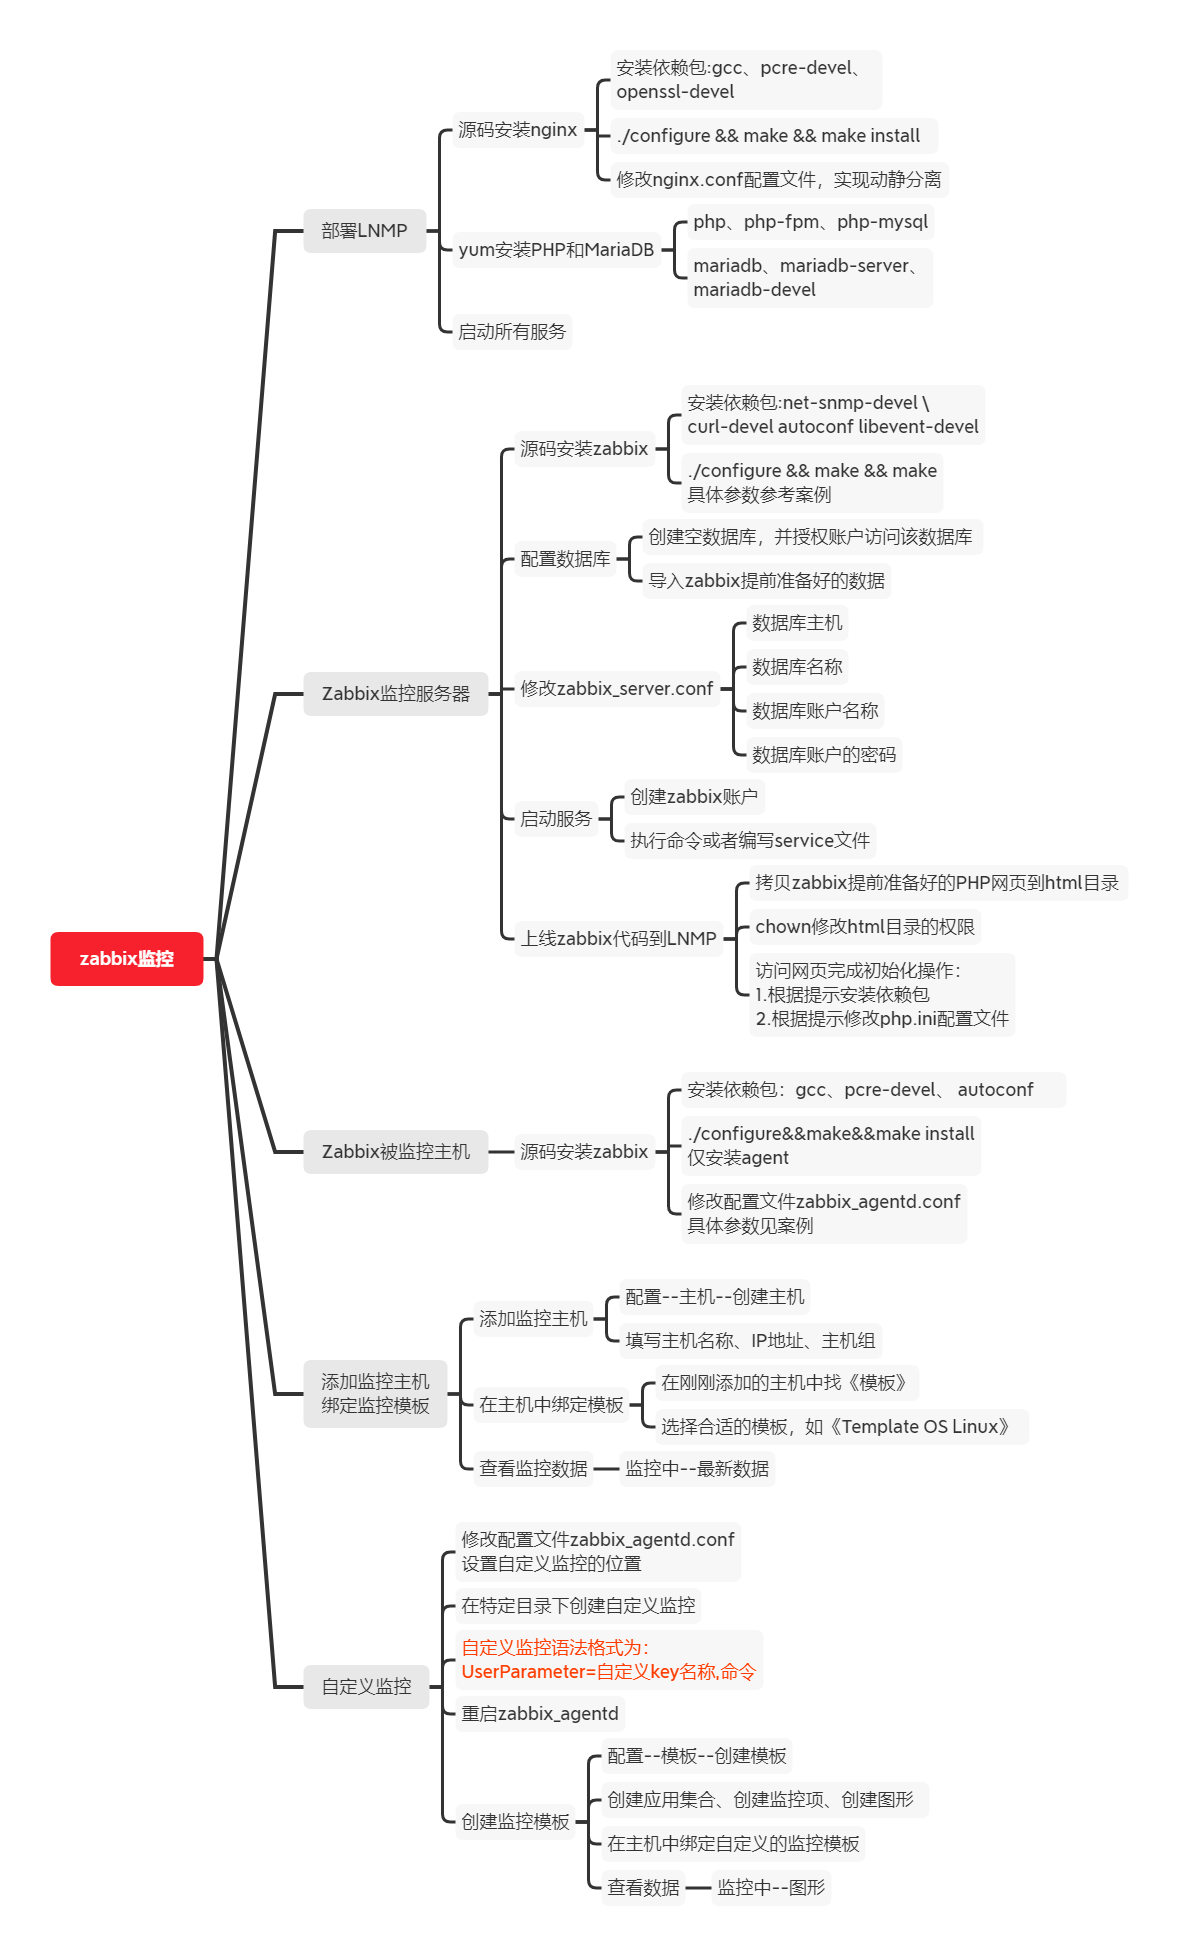 zabbix监控
部署LNMP
源码安装nginx
安装依赖包:gcc、pcre-devel、
openssl-devel
./configure && make && make install
修改nginx.conf配置文件，实现动静分离
yum安装PHP和MariaDB
php、php-fpm、php-mysql
mariadb、mariadb-server、
mariadb-devel
启动所有服务
Zabbix监控服务器
源码安装zabbix
安装依赖包:net-snmp-devel \
curl-devel autoconf libevent-devel
./configure && make && make
具体参数参考案例
配置数据库
创建空数据库，并授权账户访问该数据库
导入zabbix提前准备好的数据
修改zabbix_server.conf
数据库主机
数据库名称
数据库账户名称
数据库账户的密码
启动服务
创建zabbix账户
执行命令或者编写service文件
上线zabbix代码到LNMP
拷贝zabbix提前准备好的PHP网页到html目录
chown修改html目录的权限
访问网页完成初始化操作：
1.根据提示安装依赖包
2.根据提示修改php.ini配置文件
Zabbix被监控主机
源码安装zabbix
安装依赖包：gcc、pcre-devel、 autoconf
./configure&&make&&make install
仅安装agent
修改配置文件zabbix_agentd.conf
具体参数见案例
添加监控主机
绑定监控模板
添加监控主机
配置--主机--创建主机
填写主机名称、IP地址、主机组
在主机中绑定模板
在刚刚添加的主机中找《模板》
选择合适的模板，如《Template OS Linux》
查看监控数据
监控中--最新数据
自定义监控
修改配置文件zabbix_agentd.conf
设置自定义监控的位置
在特定目录下创建自定义监控
自定义监控语法格式为：
UserParameter=自定义key名称,命令
重启zabbix_agentd
创建监控模板
配置--模板--创建模板
创建应用集合、创建监控项、创建图形
在主机中绑定自定义的监控模板
查看数据
监控中--图形